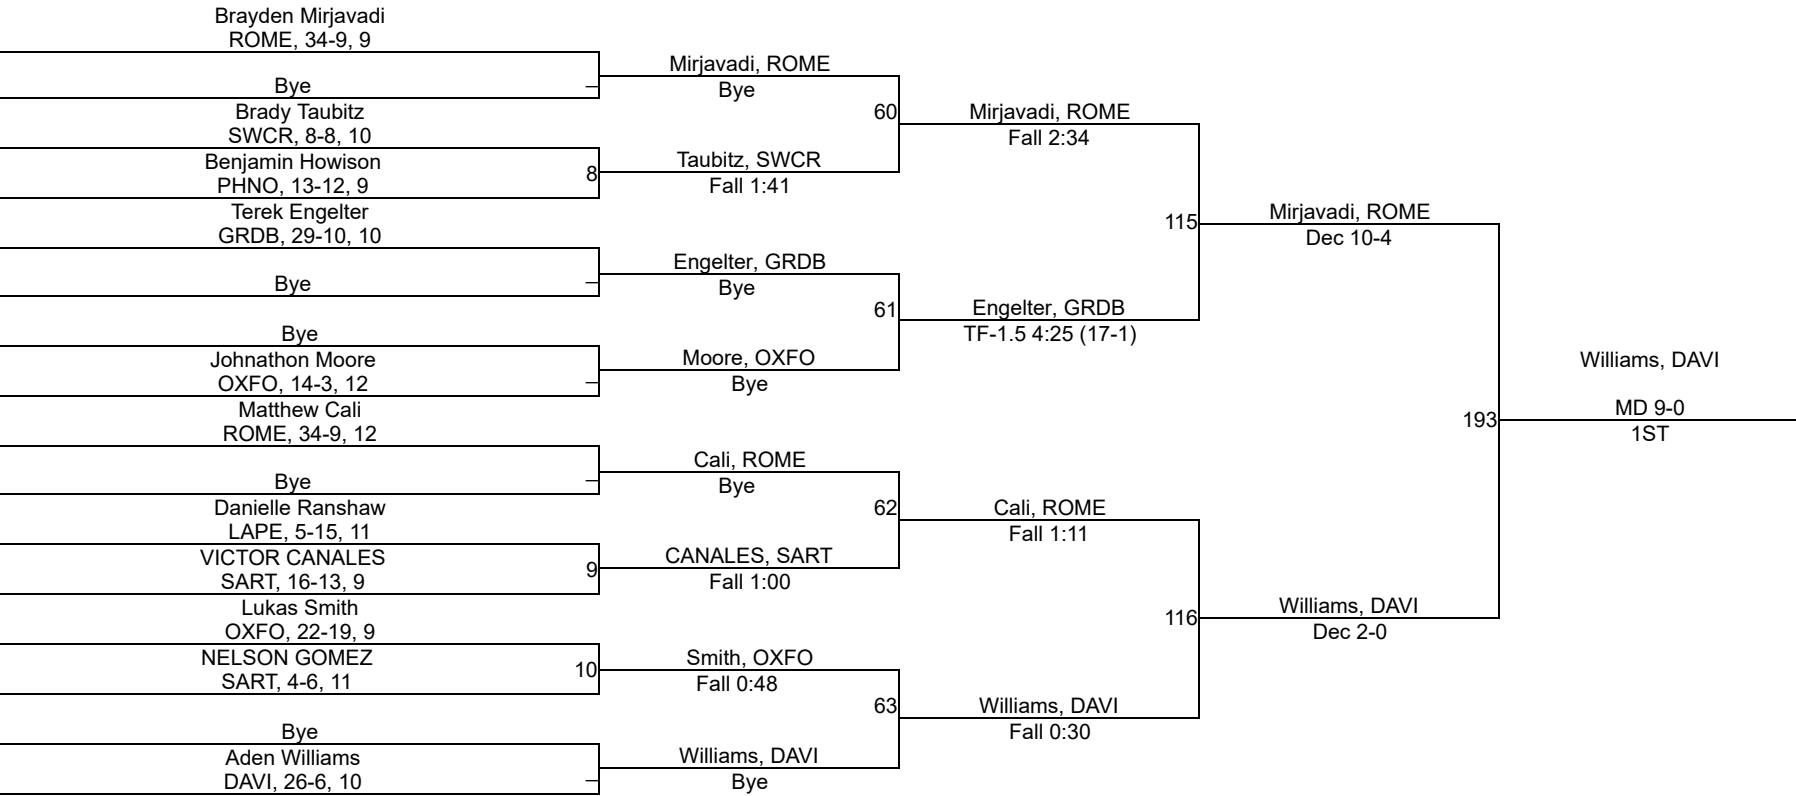 Brayden Mirjavadi
ROME, 34-9, 9
Bye
–
Brady Taubitz
SWCR, 8-8, 10
Benjamin Howison
PHNO, 13-12, 9
8
Terek Engelter
GRDB, 29-10, 10
Bye
–
Bye
Johnathon Moore
OXFO, 14-3, 12
–
Matthew Cali
ROME, 34-9, 12
Bye
–
Danielle Ranshaw
LAPE, 5-15, 11
VICTOR CANALES
SART, 16-13, 9
9
Lukas Smith
OXFO, 22-19, 9
NELSON GOMEZ
SART, 4-6, 11
10
Bye
Aden Williams
DAVI, 26-6, 10
–
Mirjavadi, ROME
Bye
60
Taubitz, SWCR
Fall 1:41
Engelter, GRDB
Bye
61
Moore, OXFO
Bye
Cali, ROME
Bye
62
CANALES, SART
Fall 1:00
Smith, OXFO
Fall 0:48
63
Williams, DAVI
Bye
Mirjavadi, ROME
Fall 2:34
115
Engelter, GRDB
TF-1.5 4:25 (17-1)
Cali, ROME
Fall 1:11
116
Williams, DAVI
Fall 0:30
Mirjavadi, ROME
Dec 10-4
193
Williams, DAVI
Dec 2-0
Williams, DAVI
MD 9-0
1ST